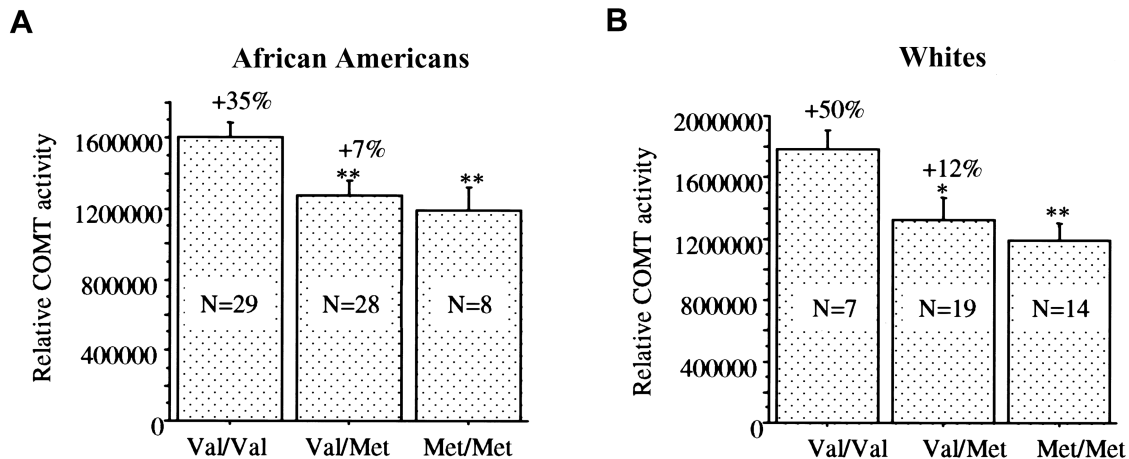 A
African Americans
Relative COMT activity
1600000
1200000
800000
400000
0
+35%
+7%
**
**
N=29
N=28
N=8
Val/Val
Val/Met
Met/Met
B
Whites
Relative COMT activity
2000000
1600000
1200000
800000
400000
0
+50%
+12%
*
**
N=7
N=19
N=14
Val/Val
Val/Met
Met/Met